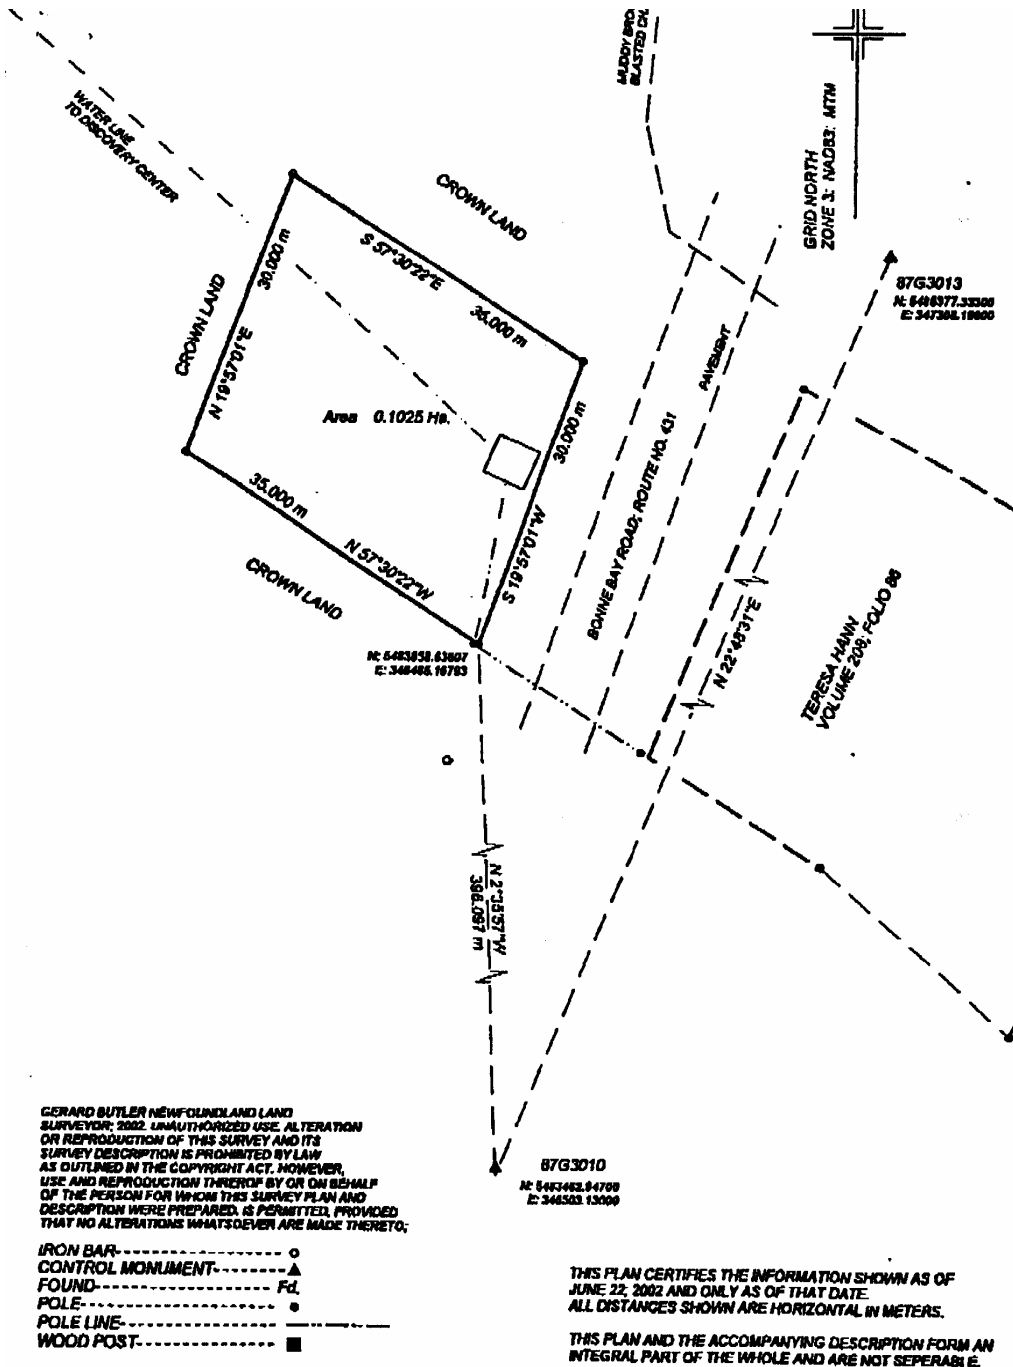 MUDDY BRO
BLASTED CH.
WATER LINE
TO DISCOVERY CENTER
CROWN LAND
GRID NORTH
ZONE 3: NAD83: MTM
S 57°30'22"E
35.000 m
30.000 m
N 19°57'01"E
CROWN LAND
87G3013
PAVEMENT
Area 0.1025 Ha.
30.000 m
S 19°57'01"W
BONNE BAY ROAD; ROUTE NO. 431
35.000 m
N 57°30'22"W
CROWN LAND
N 22°48'31"E
TERESA HANN
VOLUME 208; FOLIO 86
N 2°35'57"W
396.097 m
87G3010
GERARD BUTLER NEWFOUNDLAND LAND
SURVEYOR; 2002. UNAUTHORIZED USE, ALTERATION
OR REPRODUCTION OF THIS SURVEY AND ITS
SURVEY DESCRIPTION IS PROHIBITED BY LAW
AS OUTLINED IN THE COPYRIGHT ACT. HOWEVER,
USE AND REPRODUCTION THEREOF BY OR ON BEHALF
OF THE PERSON FOR WHOM THIS SURVEY PLAN AND
DESCRIPTION WERE PREPARED, IS PERMITTED, PROVIDED
THAT NO ALTERATIONS WHATSOEVER ARE MADE THERETO;
IRON BAR
CONTROL MONUMENT
FOUND Fd.
POLE
POLE LINE
WOOD POST
THIS PLAN CERTIFIES THE INFORMATION SHOWN AS OF
JUNE 22, 2002 AND ONLY AS OF THAT DATE.
ALL DISTANCES SHOWN ARE HORIZONTAL IN METERS.
THIS PLAN AND THE ACCOMPANYING DESCRIPTION FORM AN
INTEGRAL PART OF THE WHOLE AND ARE NOT SEPERABLE.